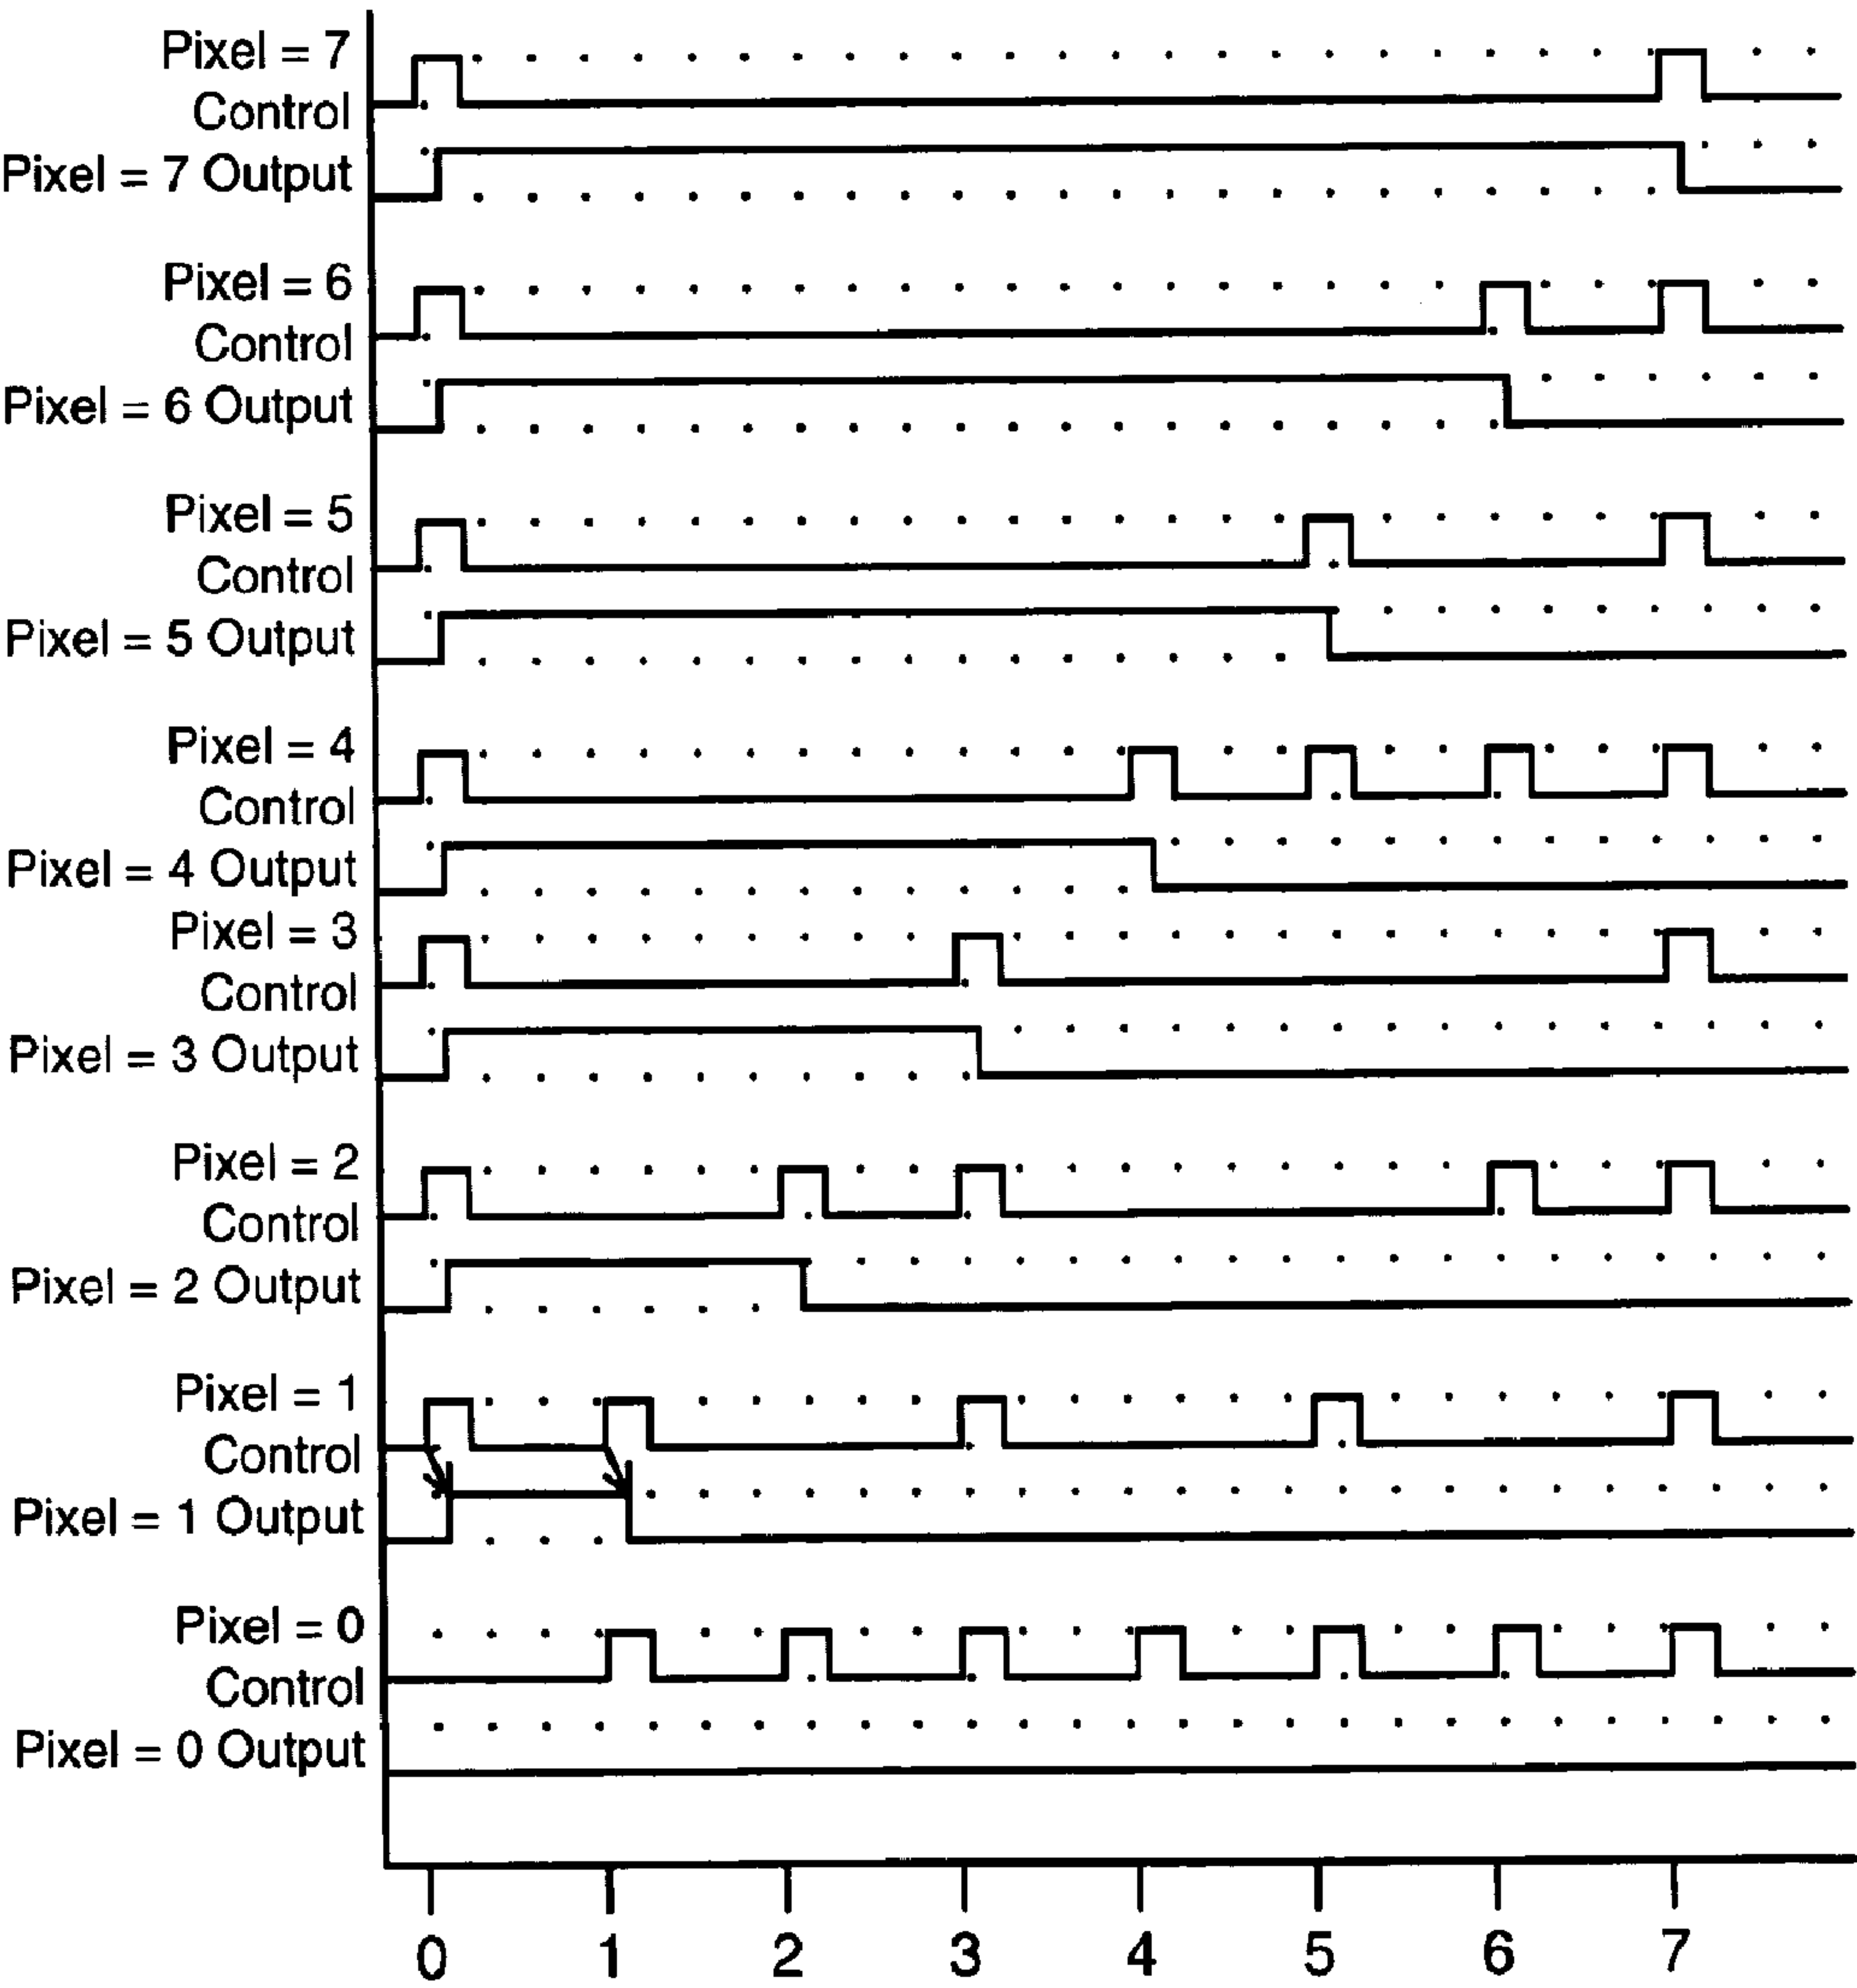 Pixel = 7
Control
Pixel = 7 Output
Pixel = 6
Control
Pixel = 6 Output
Pixel = 5
Control
Pixel = 5 Output
Pixel = 4
Control
Pixel = 4 Output
Pixel = 3
Control
Pixel = 3 Output
Pixel = 2
Control
Pixel = 2 Output
Pixel = 1
Control
Pixel = 1 Output
Pixel = 0
Control
Pixel = 0 Output
0 1 2 3 4 5 6 7